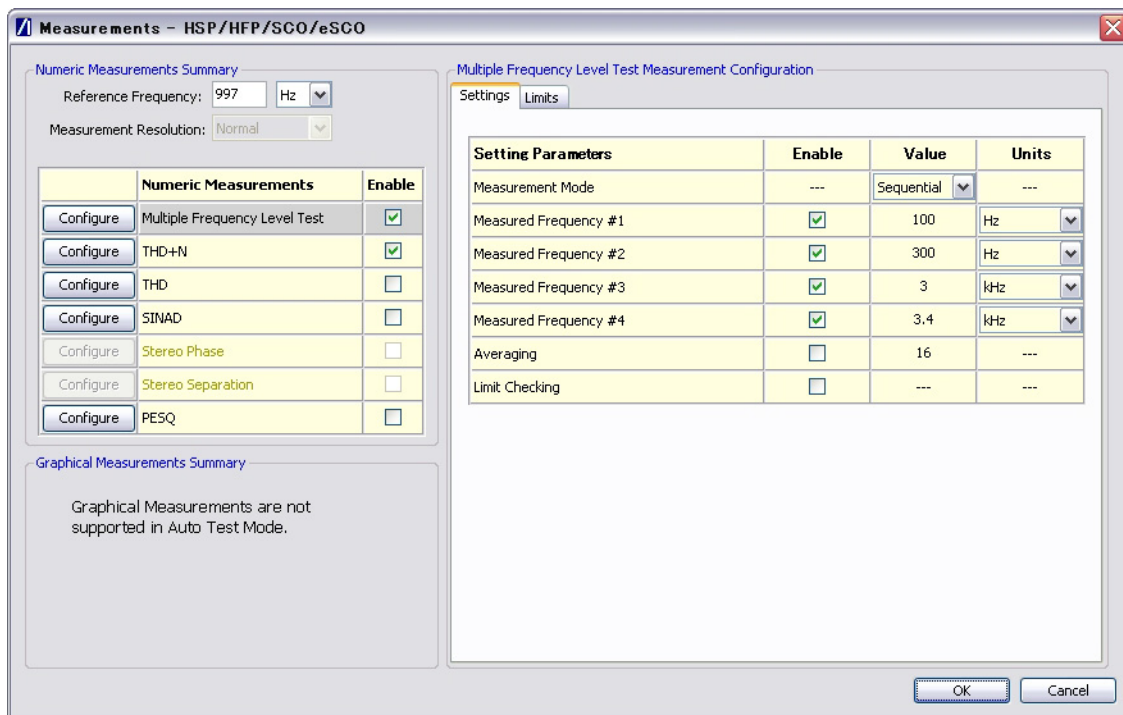 Measurements - HSP/HFP/SCO/eSCO
Numeric Measurements Summary
Reference Frequency: 997 Hz
Measurement Resolution: Normal
Numeric Measurements Enable
Configure Multiple Frequency Level Test
Configure THD+N
Configure THD
Configure SINAD
Configure Stereo Phase
Configure Stereo Separation
Configure PESQ
Graphical Measurements Summary
Graphical Measurements are not
supported in Auto Test Mode.
Multiple Frequency Level Test Measurement Configuration
Settings Limits
Setting Parameters Enable Value Units
Measurement Mode --- Sequential ---
Measured Frequency #1 100 Hz
Measured Frequency #2 300 Hz
Measured Frequency #3 3 kHz
Measured Frequency #4 3.4 kHz
Averaging 16 ---
Limit Checking --- ---
OK Cancel